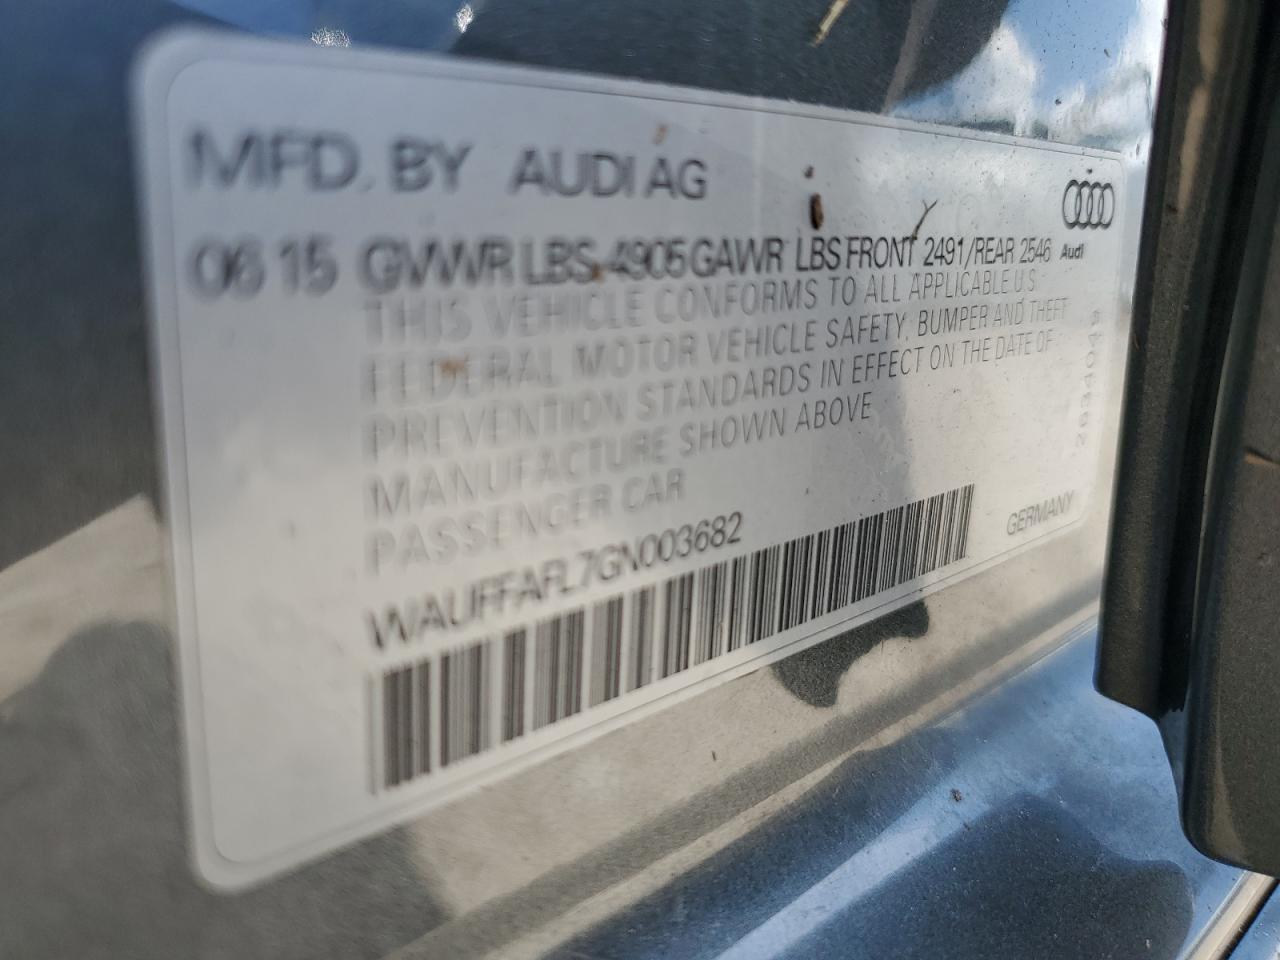 MFD. BY AUDI AG
06 15 GVWR LBS 4905 GAWR LBS FRONT 2491/REAR 2546
Audi
THIS VEHICLE CONFORMS TO ALL APPLICABLE U.S
FEDERAL MOTOR VEHICLE SAFETY, BUMPER AND THEFT
PREVENTION STANDARDS IN EFFECT ON THE DATE OF
MANUFACTURE SHOWN ABOVE
PASSENGER CAR
WAUFFAFL7GN003682
GERMANY